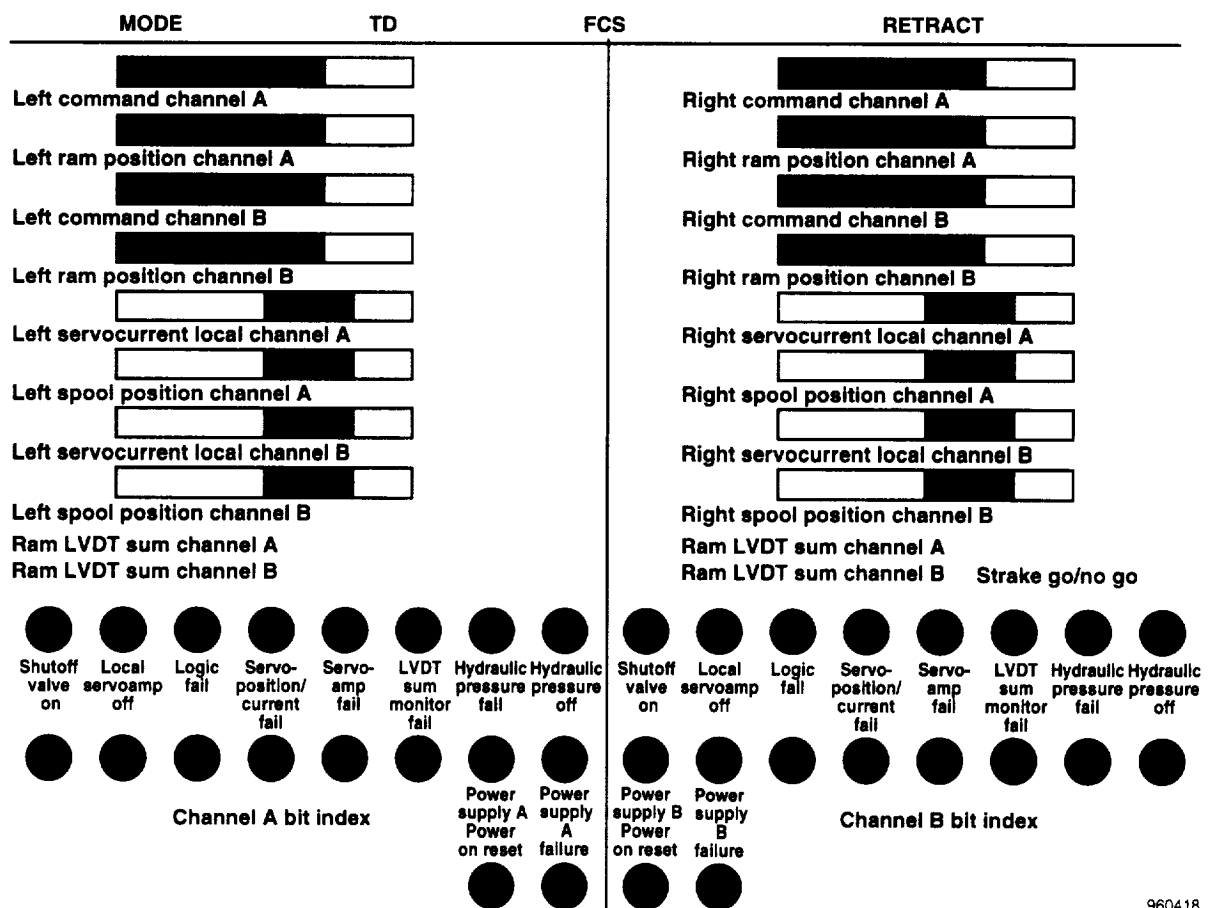 MODE TD FCS RETRACT
Left command channel A
Left ram position channel A
Left command channel B
Left ram position channel B
Left servocurrent local channel A
Left spool position channel A
Left servocurrent local channel B
Left spool position channel B
Ram LVDT sum channel A
Ram LVDT sum channel B
Right command channel A
Right ram position channel A
Right command channel B
Right ram position channel B
Right servocurrent local channel A
Right spool position channel A
Right servocurrent local channel B
Right spool position channel B
Ram LVDT sum channel A
Ram LVDT sum channel B Strake go/no go
Shutoff
valve
on
Local
servoamp
off
Logic
fail
Servo-
position/
current
fail
Servo-
amp
fail
LVDT
sum
monitor
fail
Hydraulic
pressure
fail
Hydraulic
pressure
off
Shutoff
valve
on
Local
servoamp
off
Logic
fail
Servo-
position/
current
fail
Servo-
amp
fail
LVDT
sum
monitor
fail
Hydraulic
pressure
fail
Hydraulic
pressure
off
Channel A bit index
Power
supply A
Power
on reset
Power
supply
A
failure
Power
supply B
Power
on reset
Power
supply
B
failure
Channel B bit index
960418